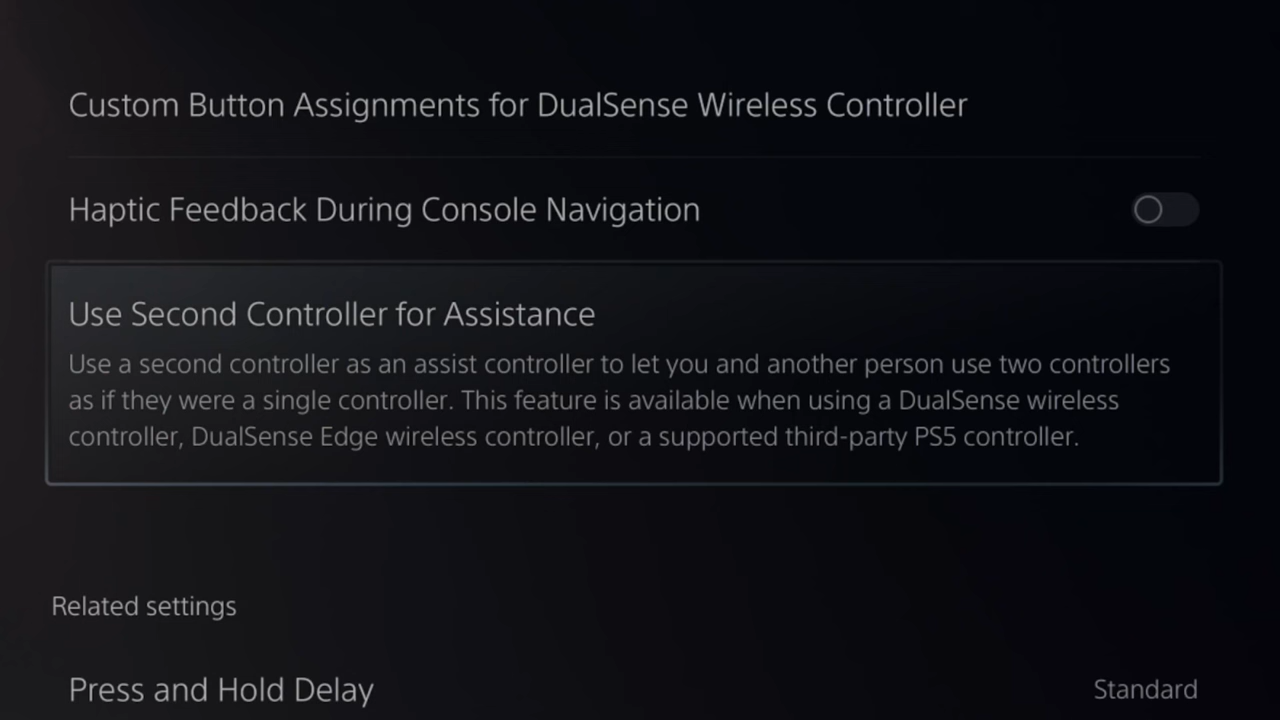 Custom Button Assignments for DualSense Wireless Controller
Haptic Feedback During Console Navigation
Use Second Controller for Assistance
Use a second controller as an assist controller to let you and another person use two controllers
as if they were a single controller. This feature is available when using a DualSense wireless
controller, DualSense Edge wireless controller, or a supported third-party PS5 controller.
Related settings
Press and Hold Delay Standard